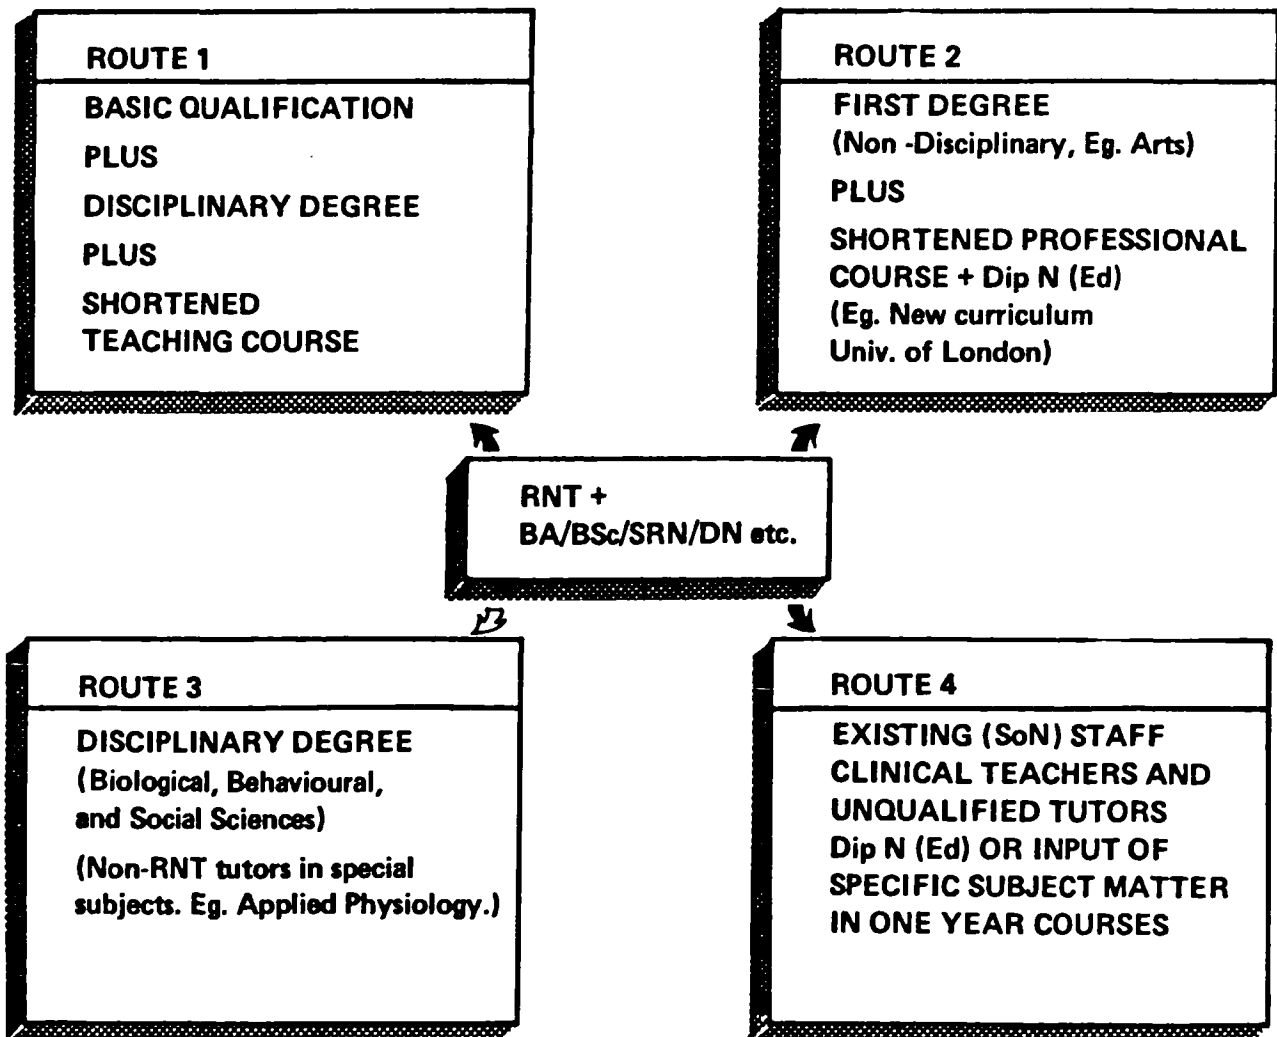 ROUTE 1
BASIC QUALIFICATION
PLUS
DISCIPLINARY DEGREE
PLUS
SHORTENED
TEACHING COURSE
ROUTE 2
FIRST DEGREE
(Non -Disciplinary, Eg. Arts)
PLUS
SHORTENED PROFESSIONAL
COURSE + Dip N (Ed)
(Eg. New curriculum
Univ. of London)
RNT +
BA/BSc/SRN/DN etc.
ROUTE 3
DISCIPLINARY DEGREE
(Biological, Behavioural,
and Social Sciences)
(Non-RNT tutors in special
subjects. Eg. Applied Physiology.)
ROUTE 4
EXISTING (SoN) STAFF
CLINICAL TEACHERS AND
UNQUALIFIED TUTORS
Dip N (Ed) OR INPUT OF
SPECIFIC SUBJECT MATTER
IN ONE YEAR COURSES